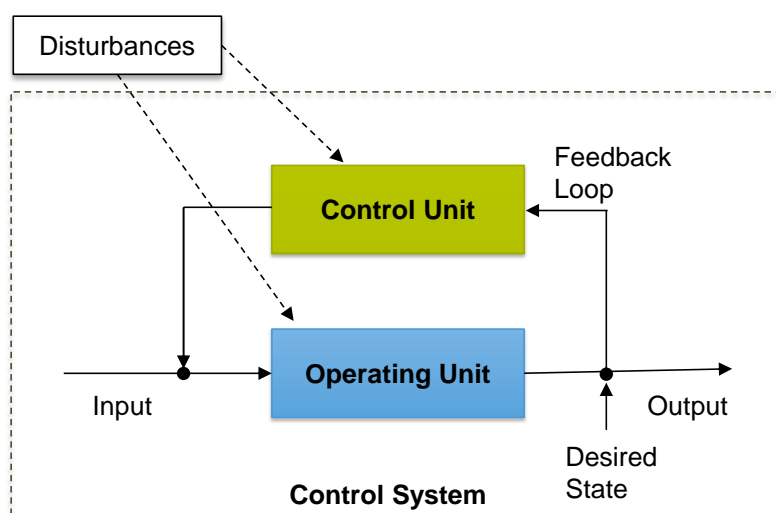 Disturbances
Feedback
Loop
Control Unit
Operating Unit
Input
Output
Desired
State
Control System